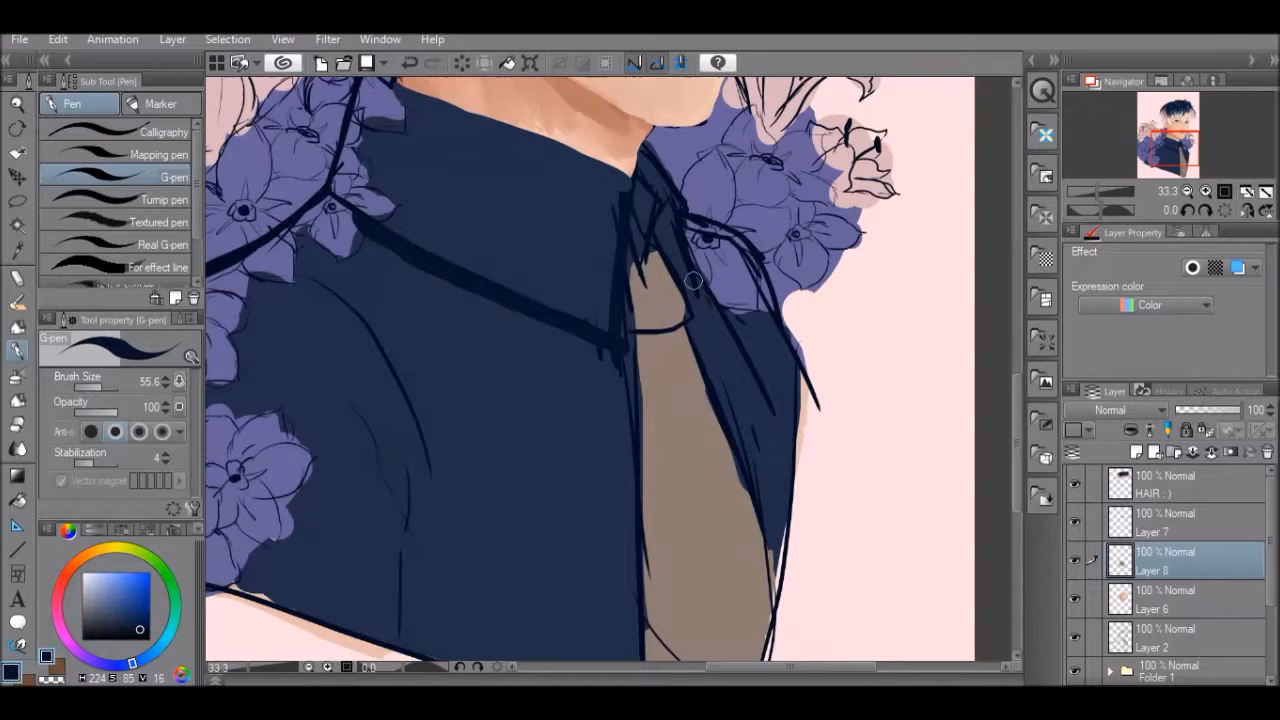 File Edit Animation Layer Selection View Filter Window Help
Sub Tool [Pen]
Pen Marker
Calligraphy
Mapping pen
G-pen
Turnip pen
Textured pen
Real G-pen
For effect line
Tool property [G-pen]
G-pen
Brush Size 55.6
Opacity 100
Anti-a
Stabilization 4
Vector magnet
H 224 S 85 V 16
33.3 0.0
Navigator
33.3
0.0
Layer Property
Effect
Expression color
Color
Layer History Auto Action
Normal 100
100 % Normal
HAIR : )
100 % Normal
Layer 7
100 % Normal
Layer 8
100 % Normal
Layer 6
100 % Normal
Layer 2
100 % Normal
Folder 1